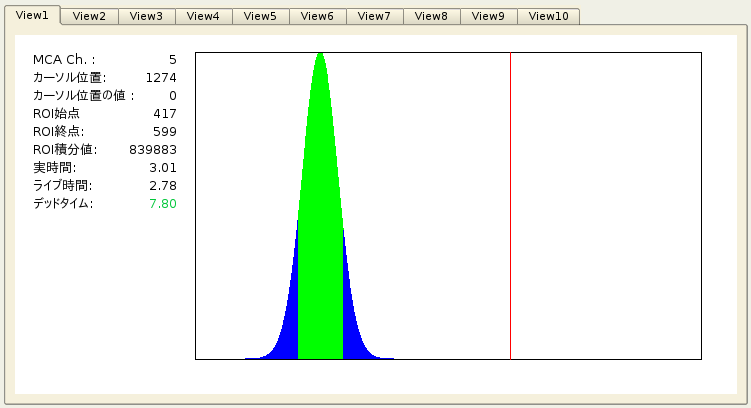 View1 View2 View3 View4 View5 View6 View7 View8 View9 View10
MCA Ch. : 5
カーソル位置: 1274
カーソル位置の値 : 0
ROI始点 417
ROI終点: 599
ROI積分値: 839883
実時間: 3.01
ライブ時間: 2.78
デッドタイム: 7.80